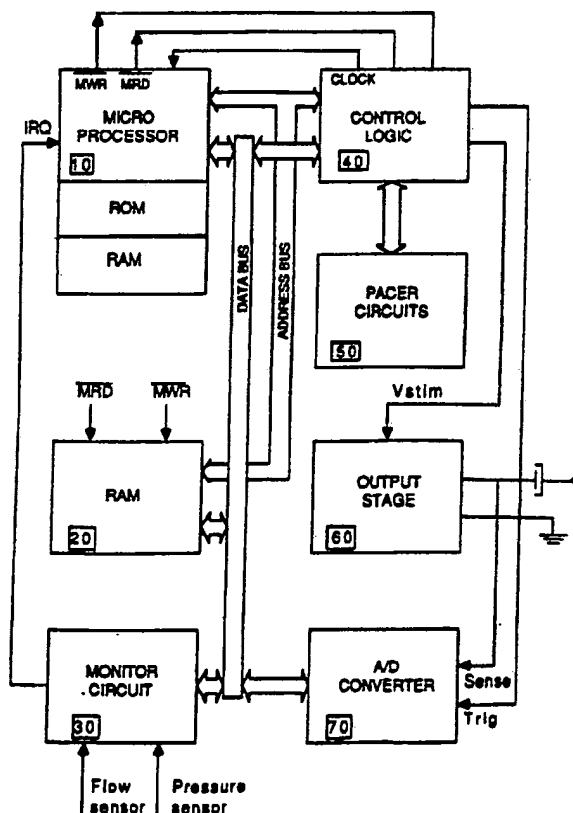 MWR MRD
MICRO
PROCESSOR
10
ROM
RAM
IRQ
CLOCK
CONTROL
LOGIC
40
DATA BUS
ADDRESS BUS
PACER
CIRCUITS
50
Vstim
MRD MWR
RAM
20
OUTPUT
STAGE
60
MONITOR
CIRCUIT
30
A/D
CONVERTER
70
Sense
Trig
Flow
sensor
Pressure
sensor